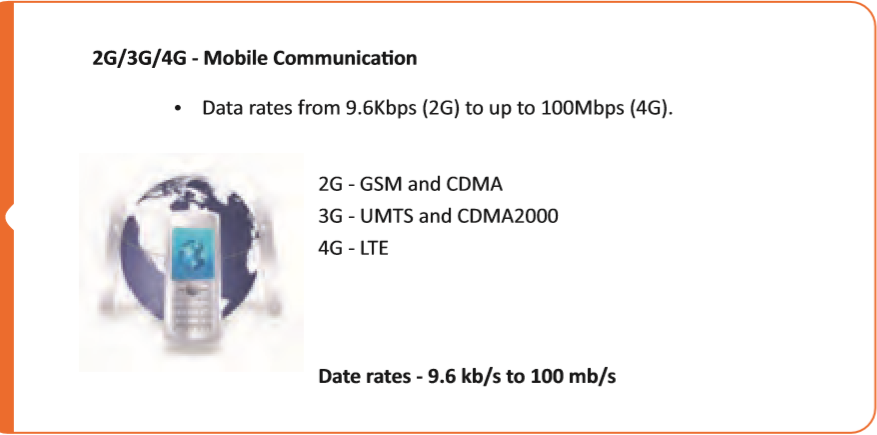 2G/3G/4G - Mobile Communication
• Data rates from 9.6Kbps (2G) to up to 100Mbps (4G).
2G - GSM and CDMA
3G - UMTS and CDMA2000
4G - LTE
Date rates - 9.6 kb/s to 100 mb/s